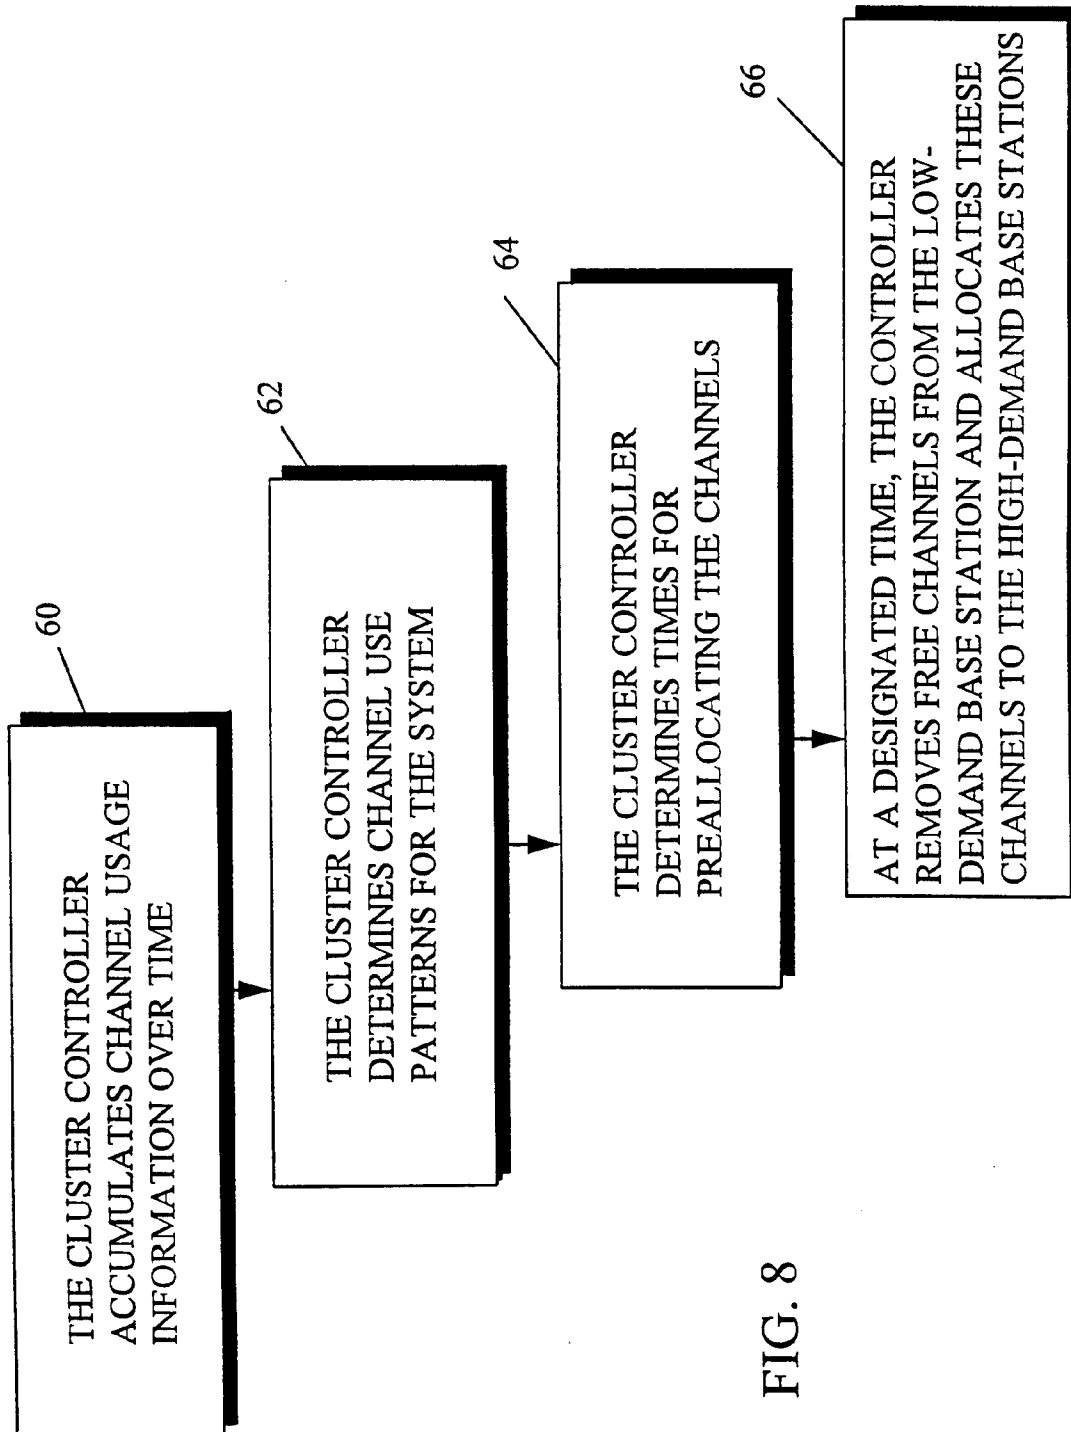 60
THE CLUSTER CONTROLLER
ACCUMULATES CHANNEL USAGE
INFORMATION OVER TIME
62
THE CLUSTER CONTROLLER
DETERMINES CHANNEL USE
PATTERNS FOR THE SYSTEM
64
THE CLUSTER CONTROLLER
DETERMINES TIMES FOR
PREALLOCATING THE CHANNELS
66
AT A DESIGNATED TIME, THE CONTROLLER
REMOVES FREE CHANNELS FROM THE LOW-
DEMAND BASE STATION AND ALLOCATES THESE
CHANNELS TO THE HIGH-DEMAND BASE STATIONS
FIG. 8